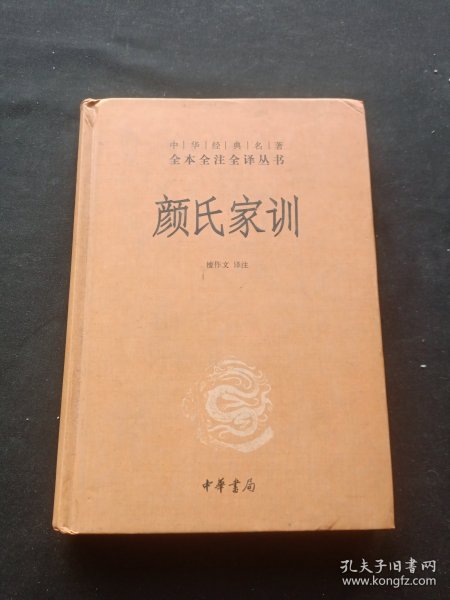 中|华|经|典|名|著
全本全注全译丛书
颜氏家训
檀作文 译注
中華書局
孔夫子旧书网
www.kongfz.com